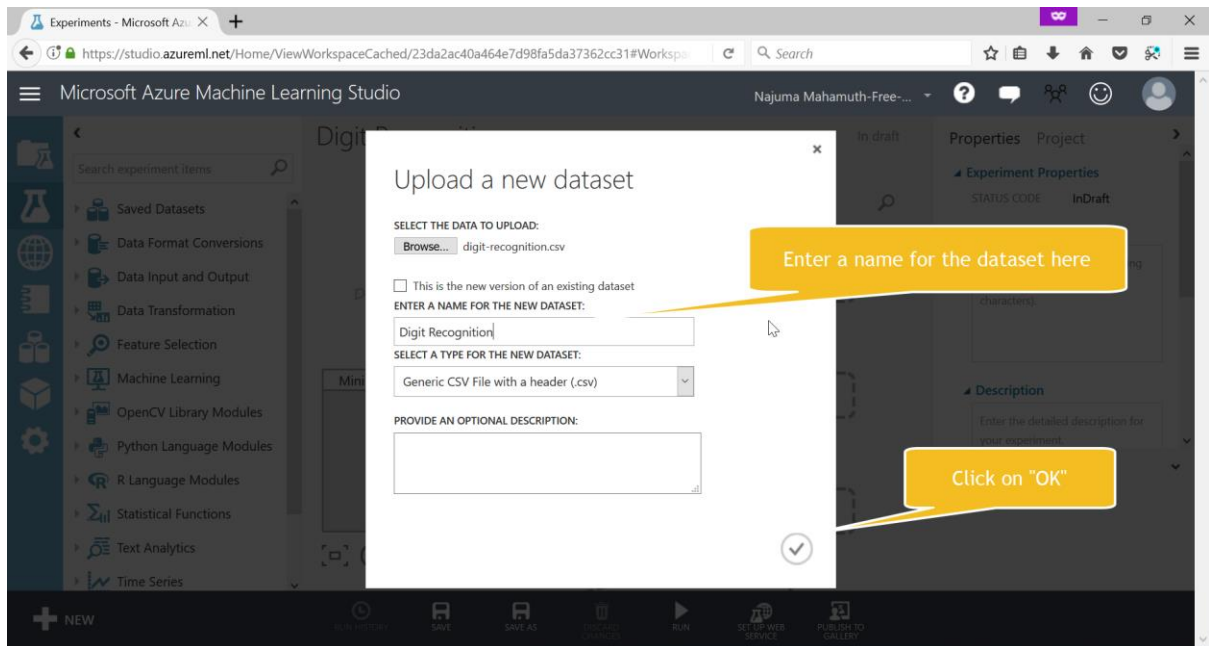 Experiments - Microsoft Azu
https://studio.azureml.net/Home/ViewWorkspaceCached/23da2ac40a464e7d98fa5da37362cc31#Workspa
Search
Microsoft Azure Machine Learning Studio
Najuma Mahamuth-Free-...
Digit
In draft
Properties Project
Search experiment items
Experiment Properties
STATUS CODE InDraft
Saved Datasets
Data Format Conversions
Data Input and Output
Data Transformation
Feature Selection
Machine Learning
OpenCV Library Modules
Python Language Modules
R Language Modules
Statistical Functions
Text Analytics
Time Series
Mini
Upload a new dataset
SELECT THE DATA TO UPLOAD:
Browse... digit-recognition.csv
This is the new version of an existing dataset
ENTER A NAME FOR THE NEW DATASET:
Digit Recognition
SELECT A TYPE FOR THE NEW DATASET:
Generic CSV File with a header (.csv)
PROVIDE AN OPTIONAL DESCRIPTION:
Enter a name for the dataset here
characters).
Description
Enter the detailed description for
your experiment.
Click on "OK"
NEW
RUN HISTORY
SAVE
SAVE AS
DISCARD CHANGES
RUN
SET UP WEB SERVICE
PUBLISH TO GALLERY